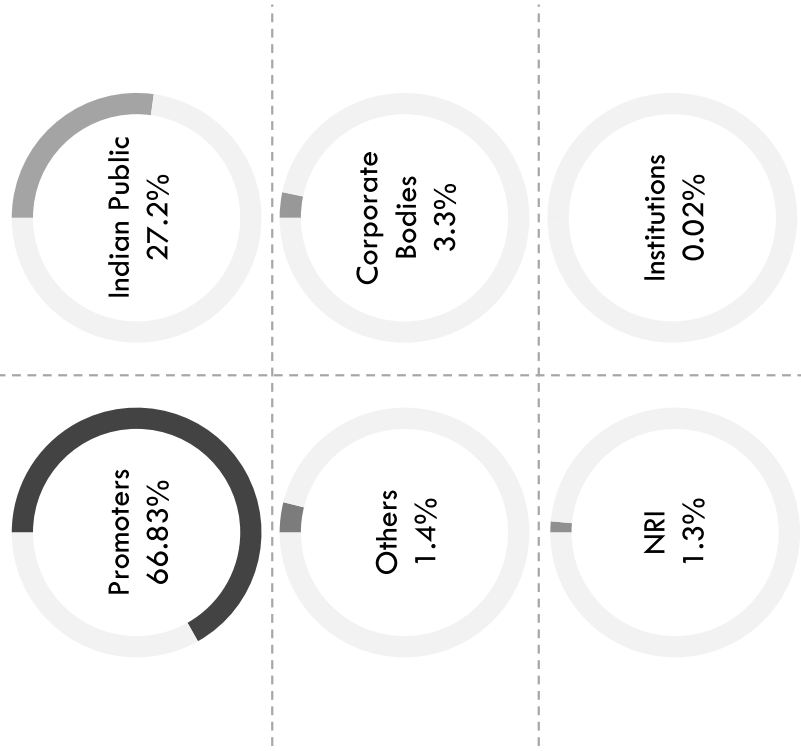 Promoters
66.83%
Indian Public
27.2%
Others
1.4%
Corporate
Bodies
3.3%
NRI
1.3%
Institutions
0.02%